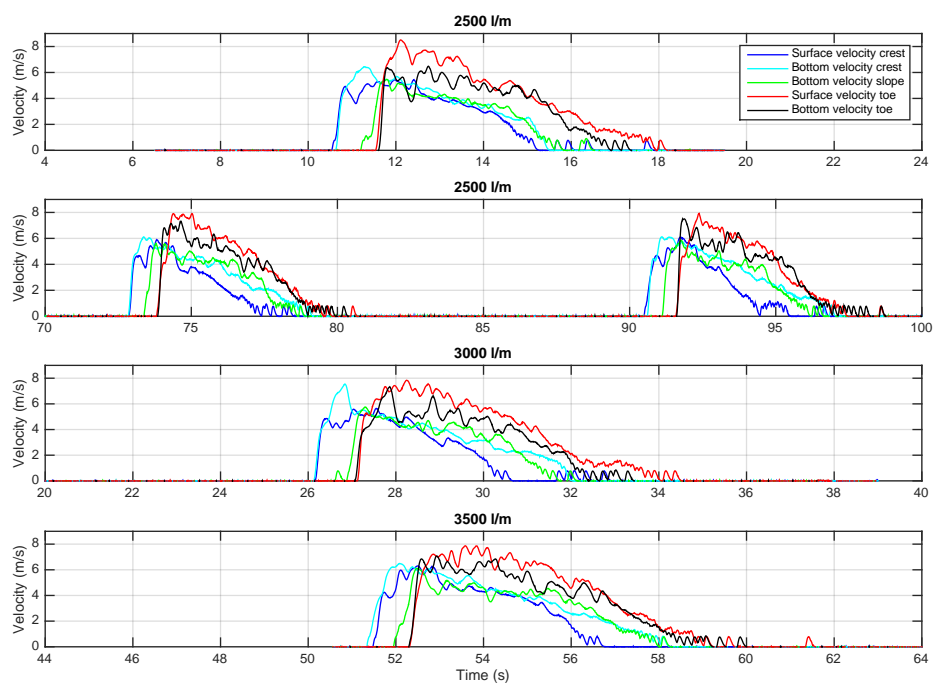 2500 l/m
Velocity (m/s)
8
6
4
2
0
Surface velocity crest
Bottom velocity crest
Bottom velocity slope
Surface velocity toe
Bottom velocity toe
4 6 8 10 12 14 16 18 20 22 24
2500 l/m
Velocity (m/s)
8
6
4
2
0
70 75 80 85 90 95 100
3000 l/m
Velocity (m/s)
8
6
4
2
0
20 22 24 26 28 30 32 34 36 38 40
3500 l/m
Velocity (m/s)
8
6
4
2
0
44 46 48 50 52 54 56 58 60 62 64
Time (s)